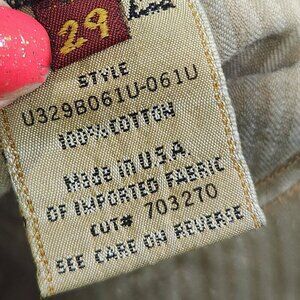 29
STYLE
U329B061U-061U
100% COTTON
Made in U.S.A.
OF IMPORTED FABRIC
CUT# 703270
SEE CARE ON REVERSE